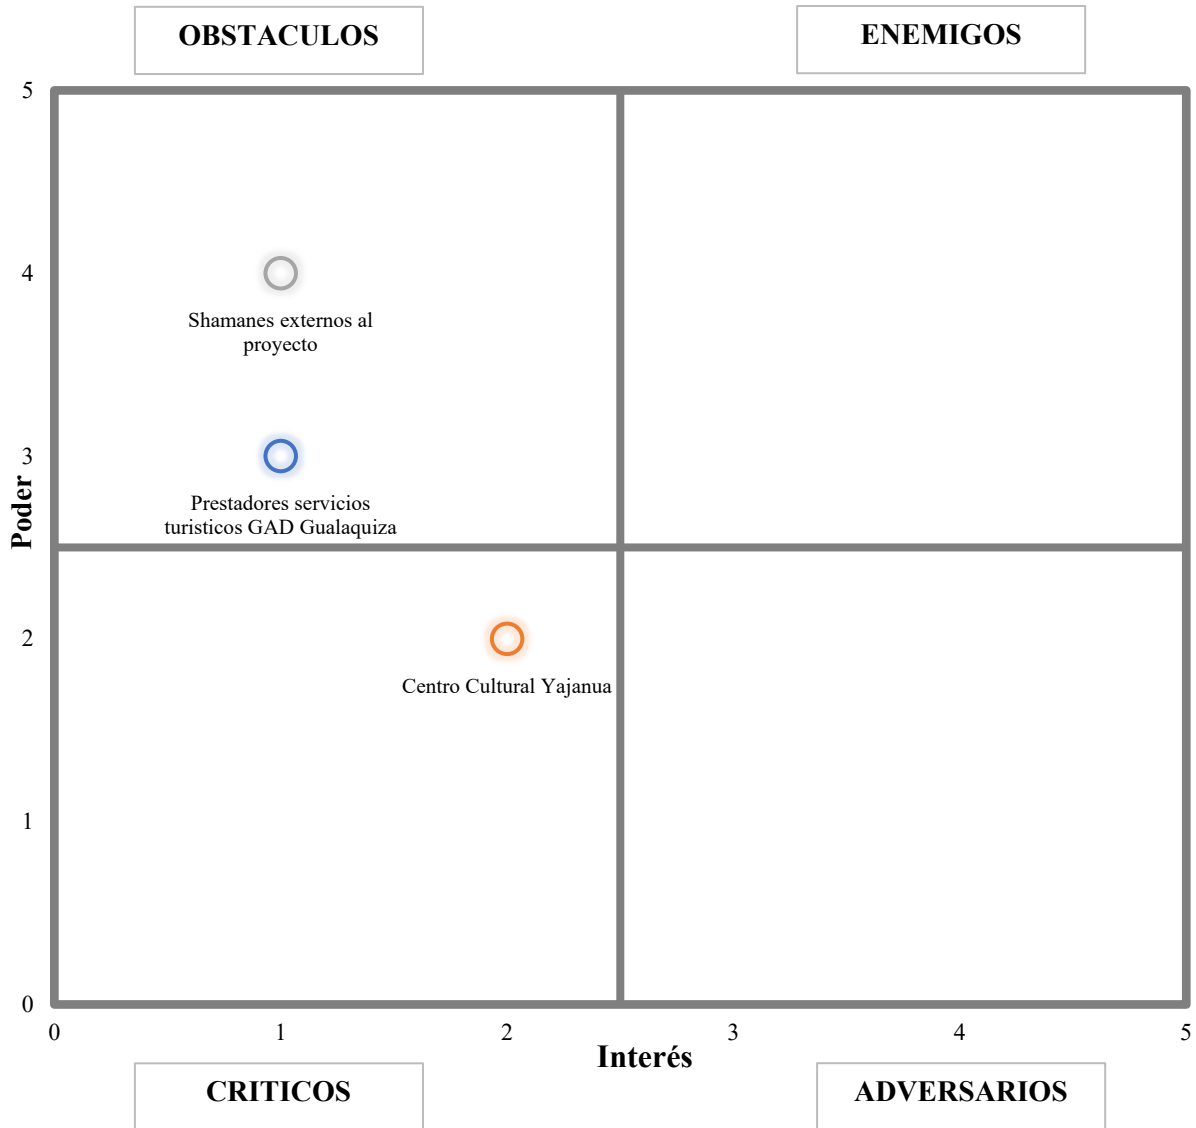 OBSTACULOS
ENEMIGOS
5
4
Shamanes externos al
proyecto
3
Poder
Prestadores servicios
turisticos GAD Gualaquiza
2
Centro Cultural Yajanua
1
0
0
1
2
3
4
5
Interés
CRITICOS
ADVERSARIOS